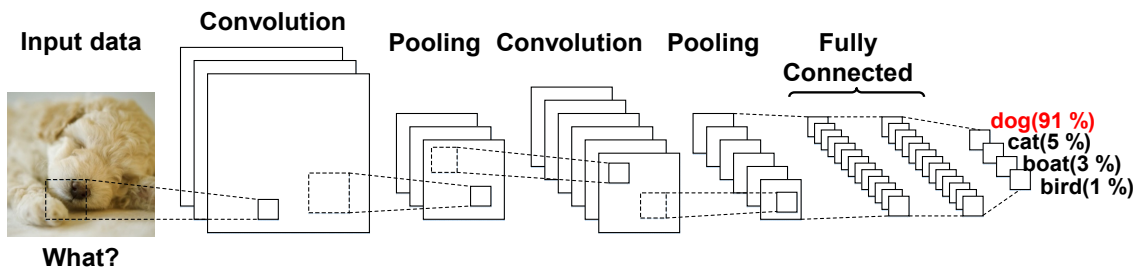 Input data
Convolution
Pooling
Convolution
Pooling
Fully
Connected
dog(91 %)
cat(5 %)
boat(3 %)
bird(1 %)
What?